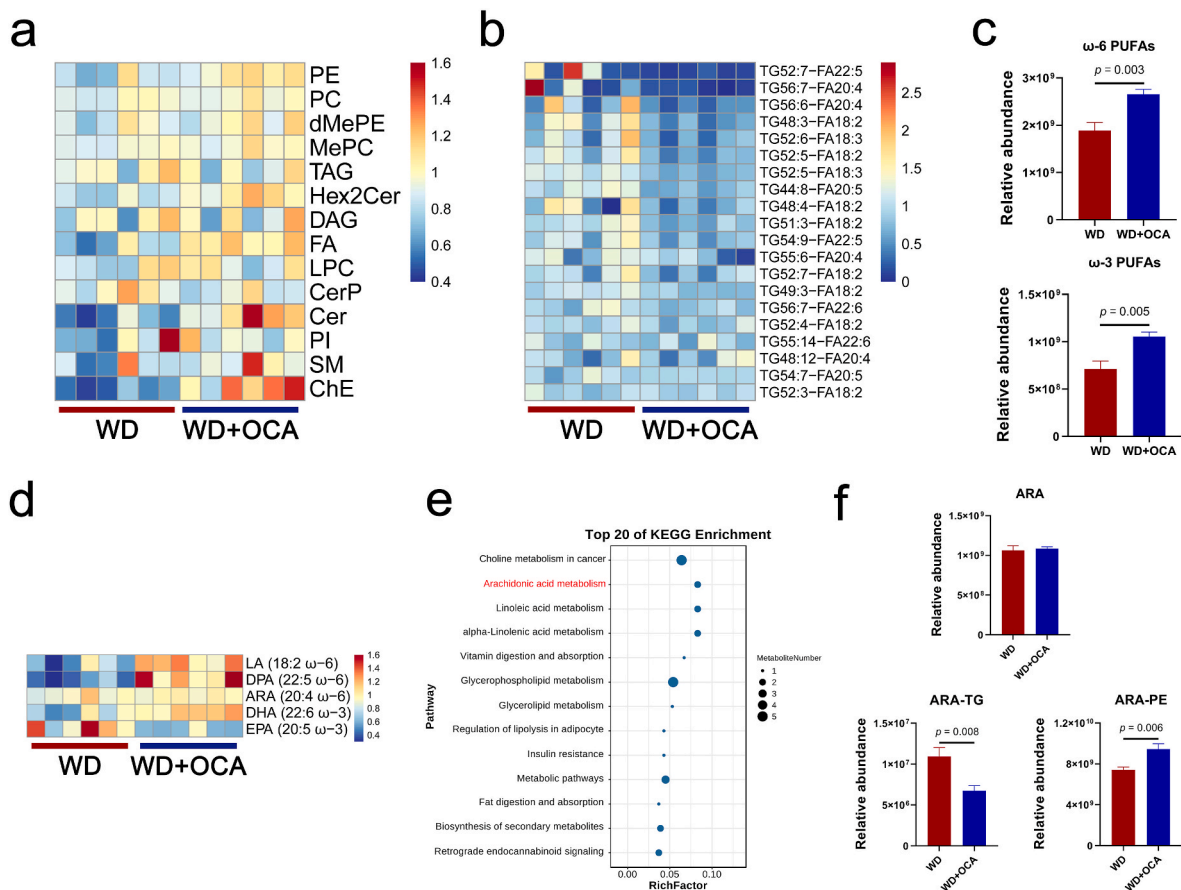 a
1.6
1.4
1.2
1
0.8
0.6
0.4
PE
PC
dMePE
MePC
TAG
Hex2Cer
DAG
FA
LPC
CerP
Cer
PI
SM
ChE
WD
WD+OCA
b
TG52:7−FA22:5
TG56:7−FA20:4
TG56:6−FA20:4
TG48:3−FA18:2
TG52:6−FA18:3
TG52:5−FA18:2
TG52:5−FA18:3
TG44:8−FA20:5
TG48:4−FA18:2
TG51:3−FA18:2
TG54:9−FA22:5
TG55:6−FA20:4
TG52:7−FA18:2
TG49:3−FA18:2
TG56:7−FA22:6
TG52:4−FA18:2
TG55:14−FA22:6
TG48:12−FA20:4
TG54:7−FA20:5
TG52:3−FA18:2
2.5
2
1.5
1
0.5
0
WD
WD+OCA
c
ω-6 PUFAs
p = 0.003
Relative abundance
3×10⁹
2×10⁹
1×10⁹
0
WD
WD+OCA
ω-3 PUFAs
p = 0.005
Relative abundance
1.5×10⁹
1×10⁹
5×10⁸
0
WD
WD+OCA
d
LA (18:2 ω−6)
DPA (22:5 ω−6)
ARA (20:4 ω−6)
DHA (22:6 ω−3)
EPA (20:5 ω−3)
1.6
1.4
1.2
1
0.8
0.6
0.4
WD
WD+OCA
e
Top 20 of KEGG Enrichment
Pathway
Choline metabolism in cancer
Arachidonic acid metabolism
Linoleic acid metabolism
alpha-Linolenic acid metabolism
Vitamin digestion and absorption
Glycerophospholipid metabolism
Glycerolipid metabolism
Regulation of lipolysis in adipocyte
Insulin resistance
Metabolic pathways
Fat digestion and absorption
Biosynthesis of secondary metabolites
Retrograde endocannabinoid signaling
0.00
0.05
0.10
RichFactor
MetaboliteNumber
1
2
3
4
5
f
ARA
Relative abundance
1.5×10⁹
1×10⁹
5×10⁸
0
WD
WD+OCA
ARA-TG
p = 0.008
Relative abundance
1.5×10⁷
1×10⁷
5×10⁶
0
WD
WD+OCA
ARA-PE
p = 0.006
Relative abundance
1.2×10¹⁰
8×10⁹
4×10⁹
0
WD
WD+OCA